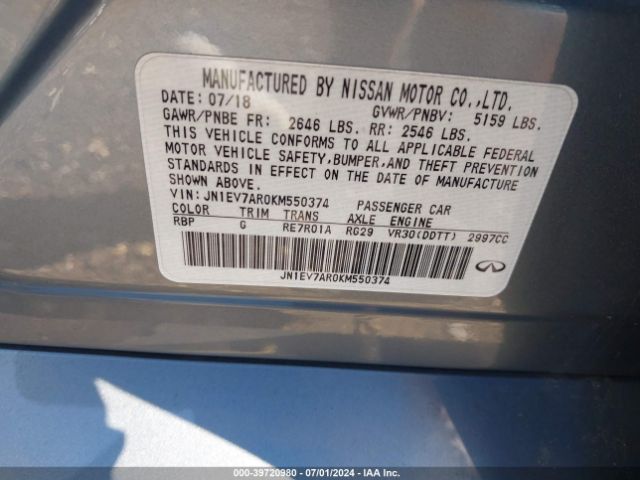 MANUFACTURED BY NISSAN MOTOR CO.,LTD.
DATE: 07/18 GVWR/PNBV: 5159 LBS.
GAWR/PNBE FR: 2646 LBS. RR: 2546 LBS.
THIS VEHICLE CONFORMS TO ALL APPLICABLE FEDERAL
MOTOR VEHICLE SAFETY,BUMPER,AND THEFT PREVENTION
STANDARDS IN EFFECT ON THE DATE OF MANUFACTURE
SHOWN ABOVE.
VIN: JN1EV7AR0KM550374 PASSENGER CAR
COLOR TRIM TRANS AXLE ENGINE
RBP G RE7R01A RG29 VR30(DDTT) 2997CC
JN1EV7AR0KM550374
000-39720980 - 07/01/2024 - IAAI.COM